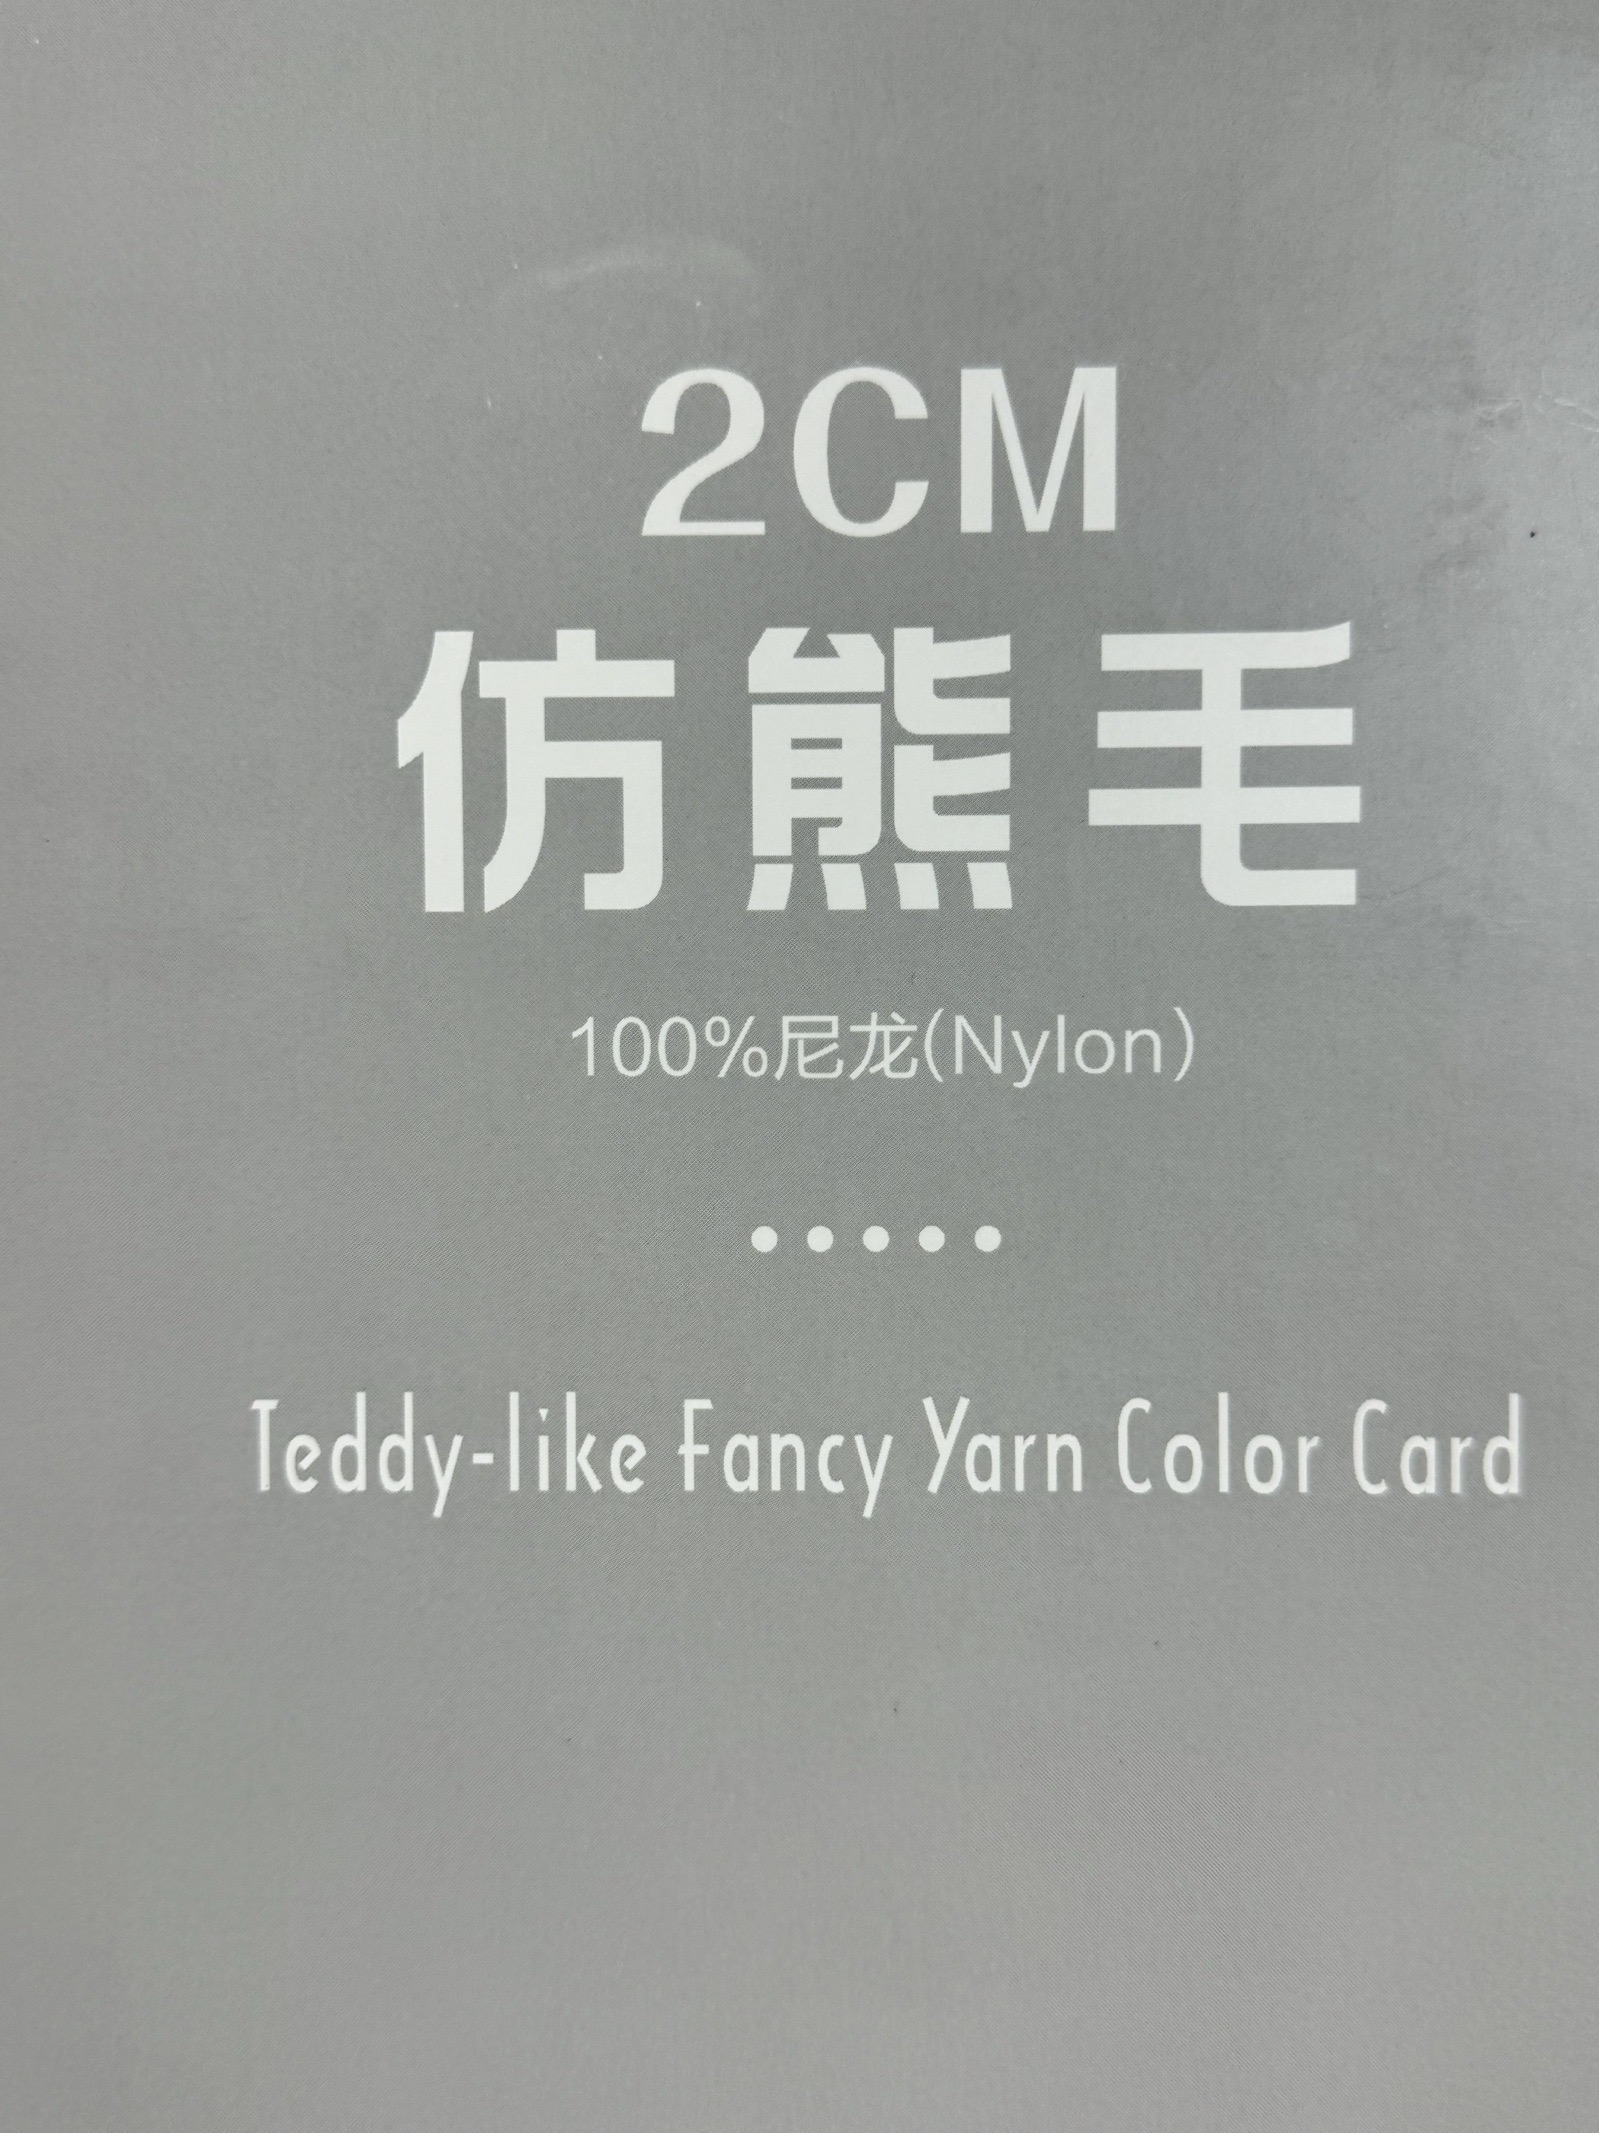 2CM
仿熊毛
100%尼龙(Nylon)
•••••
Teddy-like Fancy Yarn Color Card